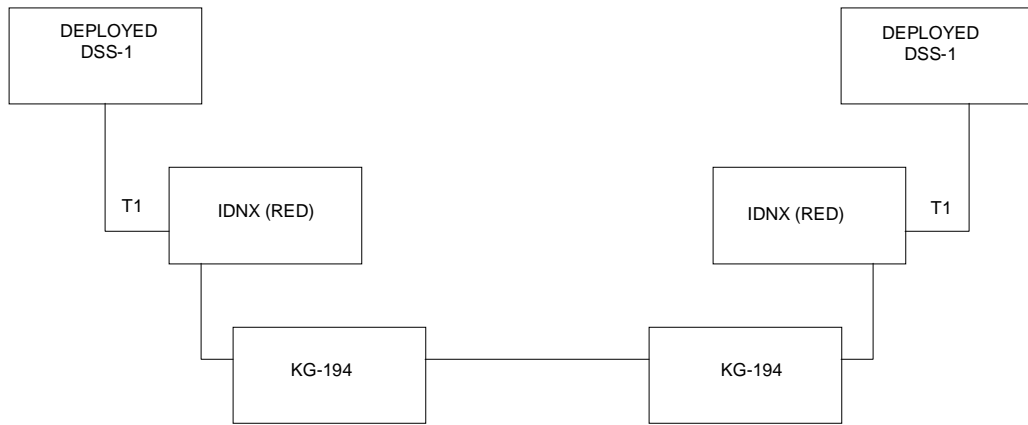 DEPLOYED
DSS-1
DEPLOYED
DSS-1
T1
IDNX (RED)
IDNX (RED)
T1
KG-194
KG-194